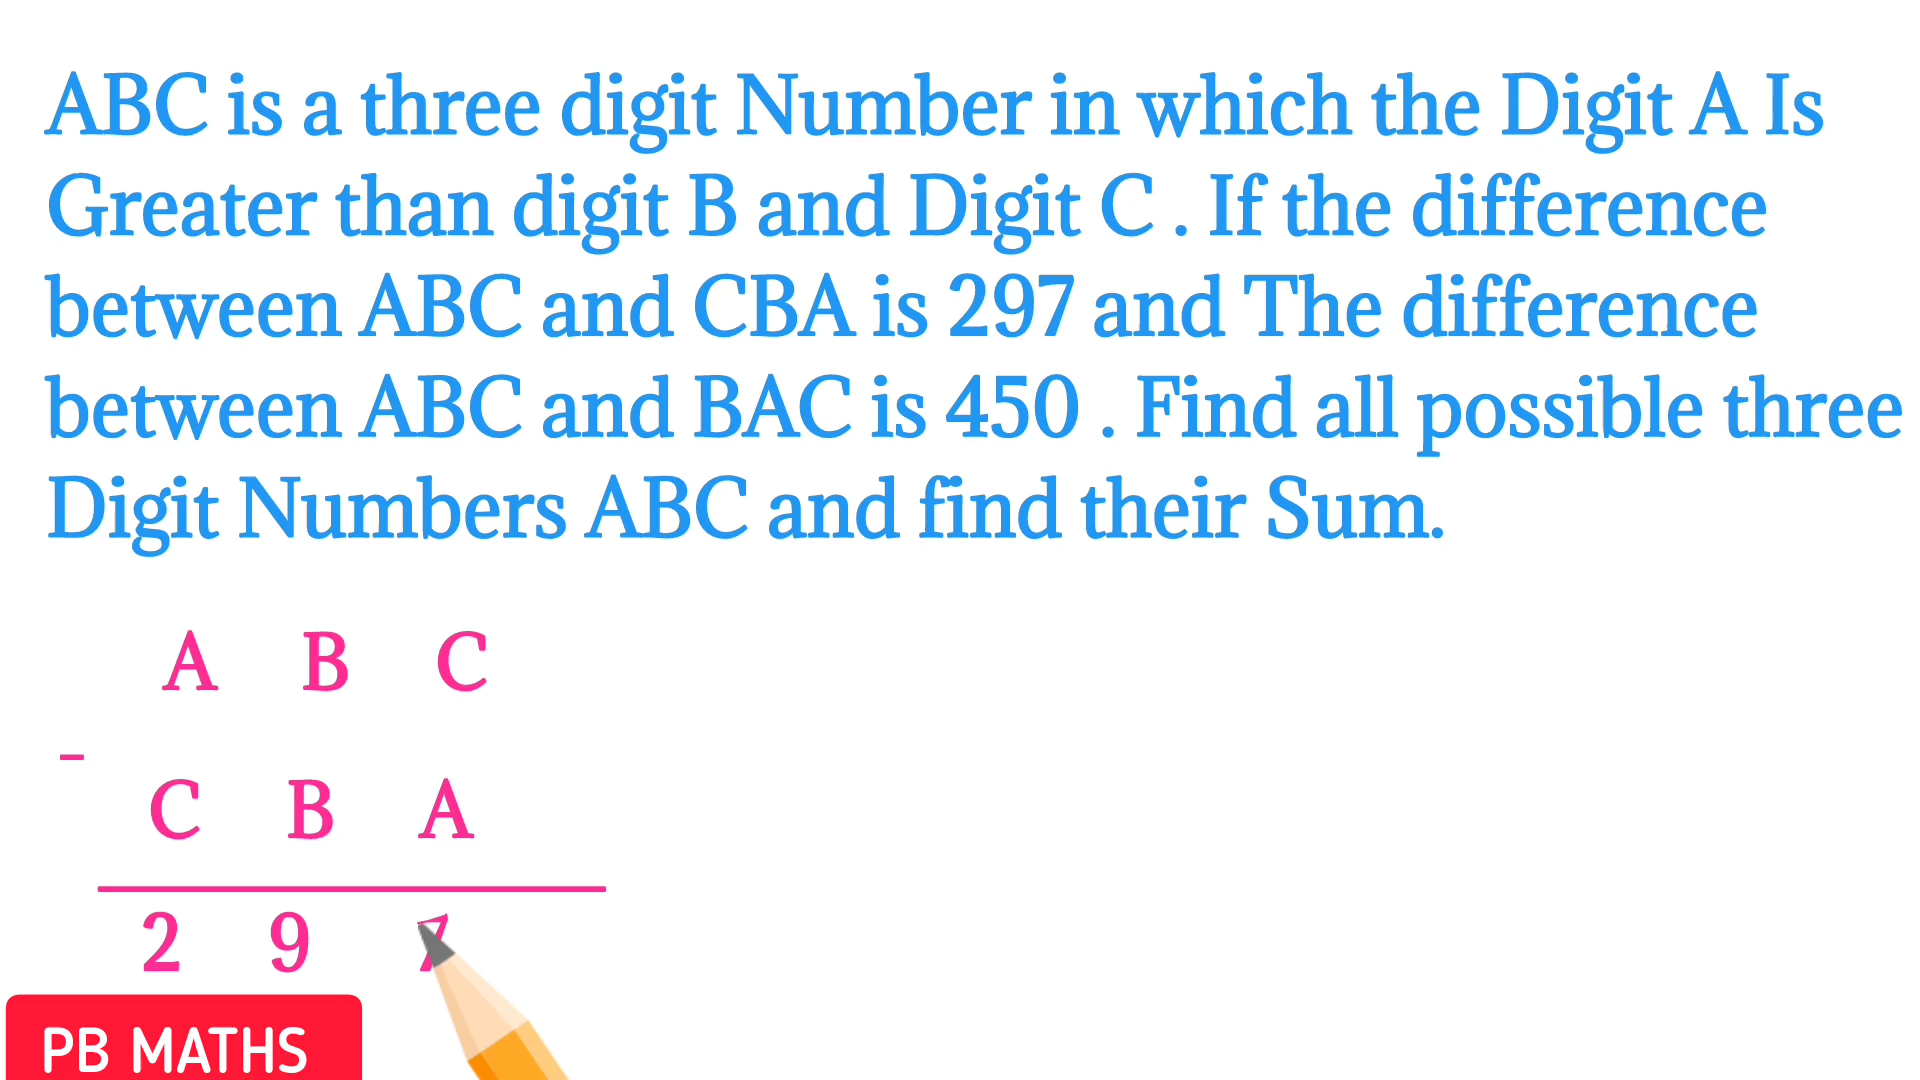 ABC is a three digit Number in which the Digit A Is
Greater than digit B and Digit C . If the difference
between ABC and CBA is 297 and The difference
between ABC and BAC is 450 . Find all possible three
Digit Numbers ABC and find their Sum.
A B C
-
C B A
2 9 7
PB MATHS